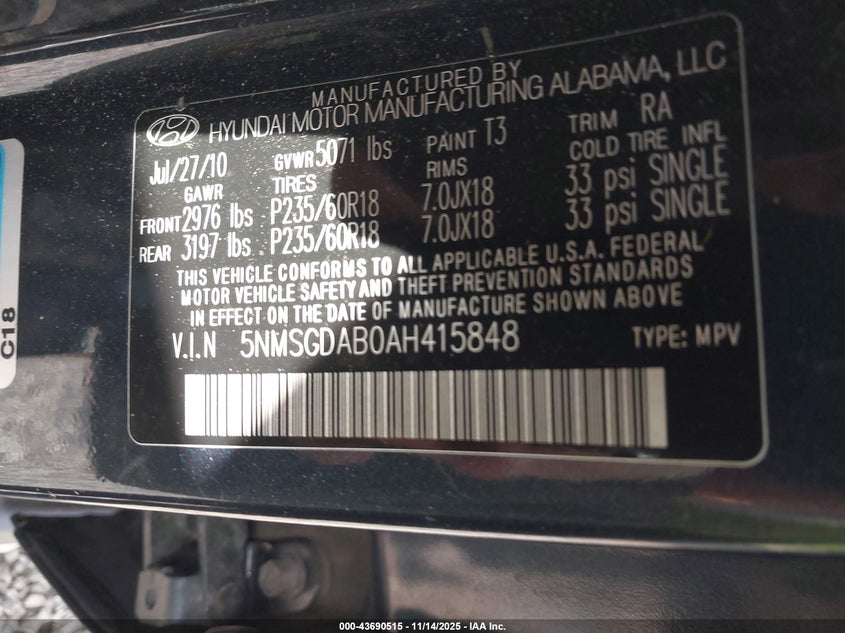 MANUFACTURED BY
HYUNDAI MOTOR MANUFACTURING ALABAMA, LLC
Jul/27/10 GVWR 5071 lbs PAINT T3 TRIM RA
GAWR TIRES RIMS COLD TIRE INFL
FRONT 2976 lbs P235/60R18 7.0JX18 33 psi SINGLE
REAR 3197 lbs P235/60R18 7.0JX18 33 psi SINGLE
THIS VEHICLE CONFORMS TO ALL APPLICABLE U.S.A. FEDERAL
MOTOR VEHICLE SAFETY AND THEFT PREVENTION STANDARDS
IN EFFECT ON THE DATE OF MANUFACTURE SHOWN ABOVE
V.I.N 5NMSGDAB0AH415848 TYPE: MPV
C18
000-43690515 - 11/14/2025 - IAA Inc.